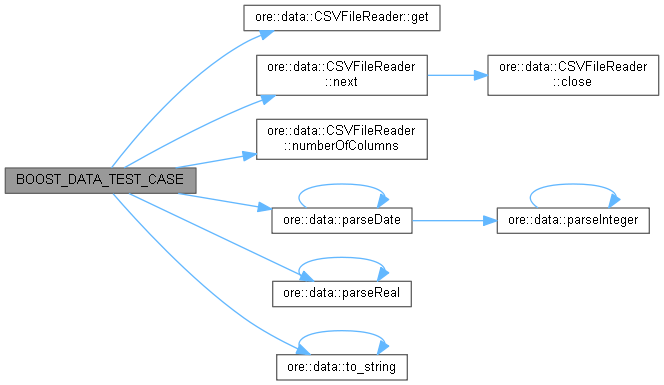 ore::data::CSVFileReader::get
ore::data::CSVFileReader
::next
ore::data::CSVFileReader
::close
ore::data::CSVFileReader
::numberOfColumns
BOOST_DATA_TEST_CASE
ore::data::parseDate
ore::data::parseInteger
ore::data::parseReal
ore::data::to_string